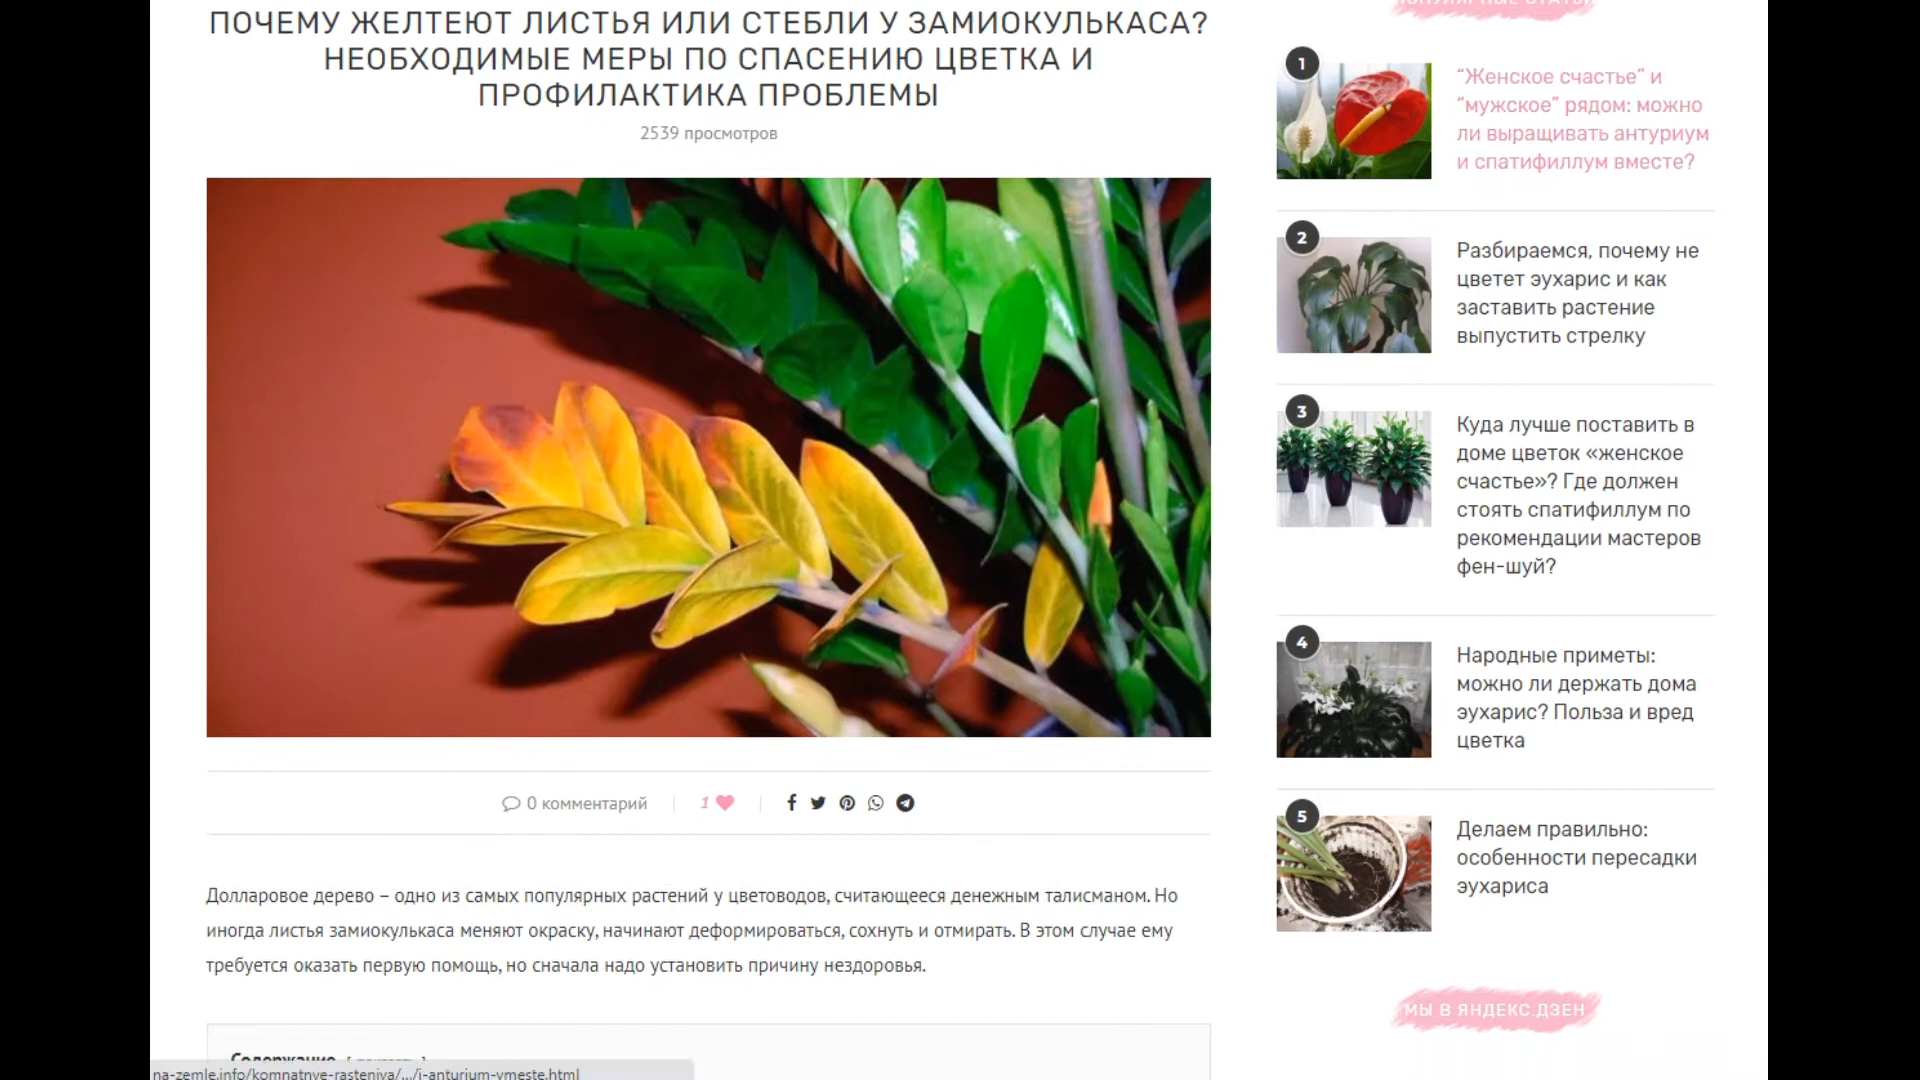 ПОЧЕМУ ЖЕЛТЕЮТ ЛИСТЬЯ ИЛИ СТЕБЛИ У ЗАМИОКУЛЬКАСА?
НЕОБХОДИМЫЕ МЕРЫ ПО СПАСЕНИЮ ЦВЕТКА И
ПРОФИЛАКТИКА ПРОБЛЕМЫ
2539 просмотров
0 комментарий
1
Долларовое дерево – одно из самых популярных растений у цветоводов, считающееся денежным талисманом. Но
иногда листья замиокулькаса меняют окраску, начинают деформироваться, сохнуть и отмирать. В этом случае ему
требуется оказать первую помощь, но сначала надо установить причину нездоровья.
Содержание
na-zemle.info/komnatnye-rasteniya/.../i-anturium-vmeste.html
1
“Женское счастье” и
“мужское” рядом: можно
ли выращивать антуриум
и спатифиллум вместе?
2
Разбираемся, почему не
цветет эухарис и как
заставить растение
выпустить стрелку
3
Куда лучше поставить в
доме цветок «женское
счастье»? Где должен
стоять спатифиллум по
рекомендации мастеров
фен-шуй?
4
Народные приметы:
можно ли держать дома
эухарис? Польза и вред
цветка
5
Делаем правильно:
особенности пересадки
эухариса
МЫ В ЯНДЕКС.ДЗЕН